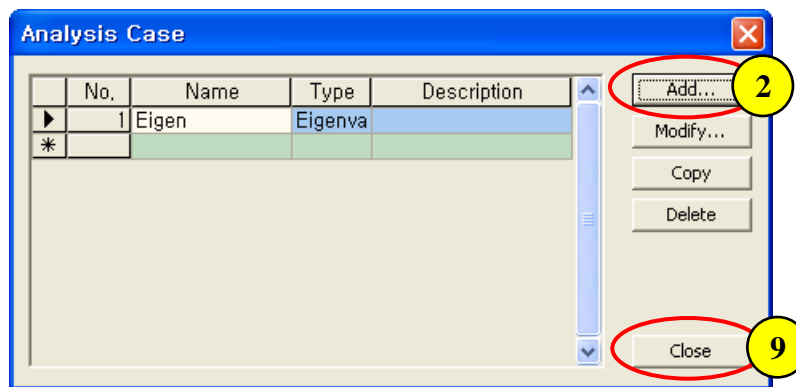 Analysis Case
No. Name Type Description
1 Eigen Eigenva
Add...
2
Modify...
Copy
Delete
Close
9